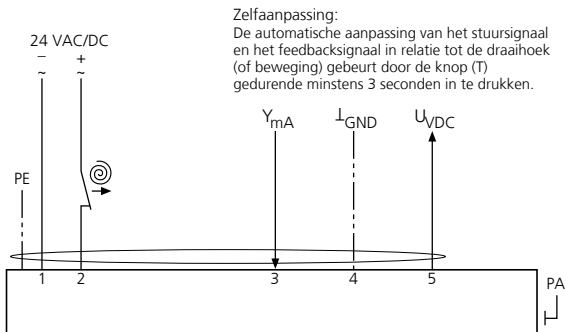 Zelfaanpassing:
De automatische aanpassing van het stuursignaal
en het feedbacksignaal in relatie tot de draaihoek
(of beweging) gebeurt door de knop (T)
gedurende minstens 3 seconden in te drukken.
24 VAC/DC
– +
~ ~
YmA ⊥GND UVDC
PE
1 2 3 4 5
PA